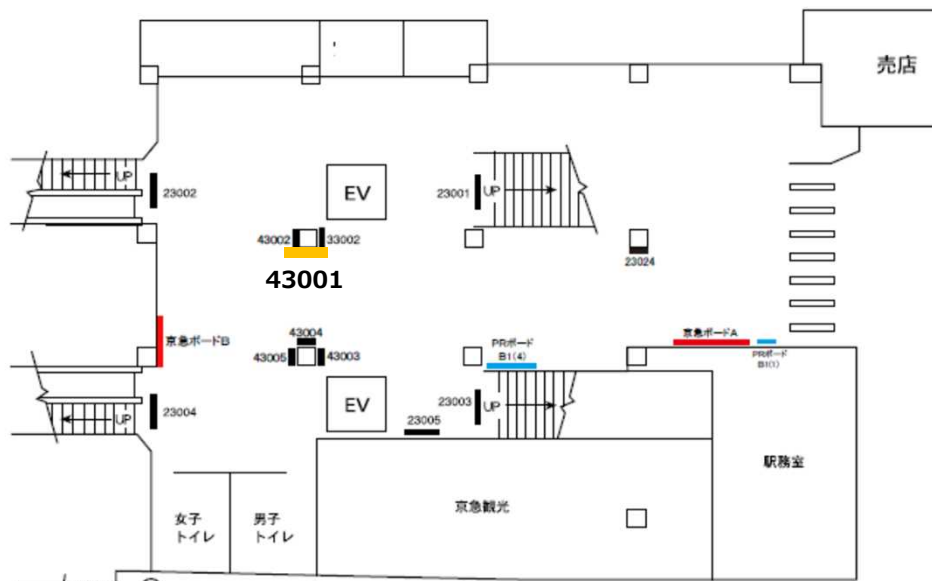 売店
UP
23002
EV
23001
UP
43002
33002
43001
23024
京急ボードB
43004
43005
43003
PRボード
B1(4)
京急ボードA
PRボード
B1(1)
UP
23004
EV
23003
UP
23005
駅務室
京急観光
女子
トイレ
男子
トイレ